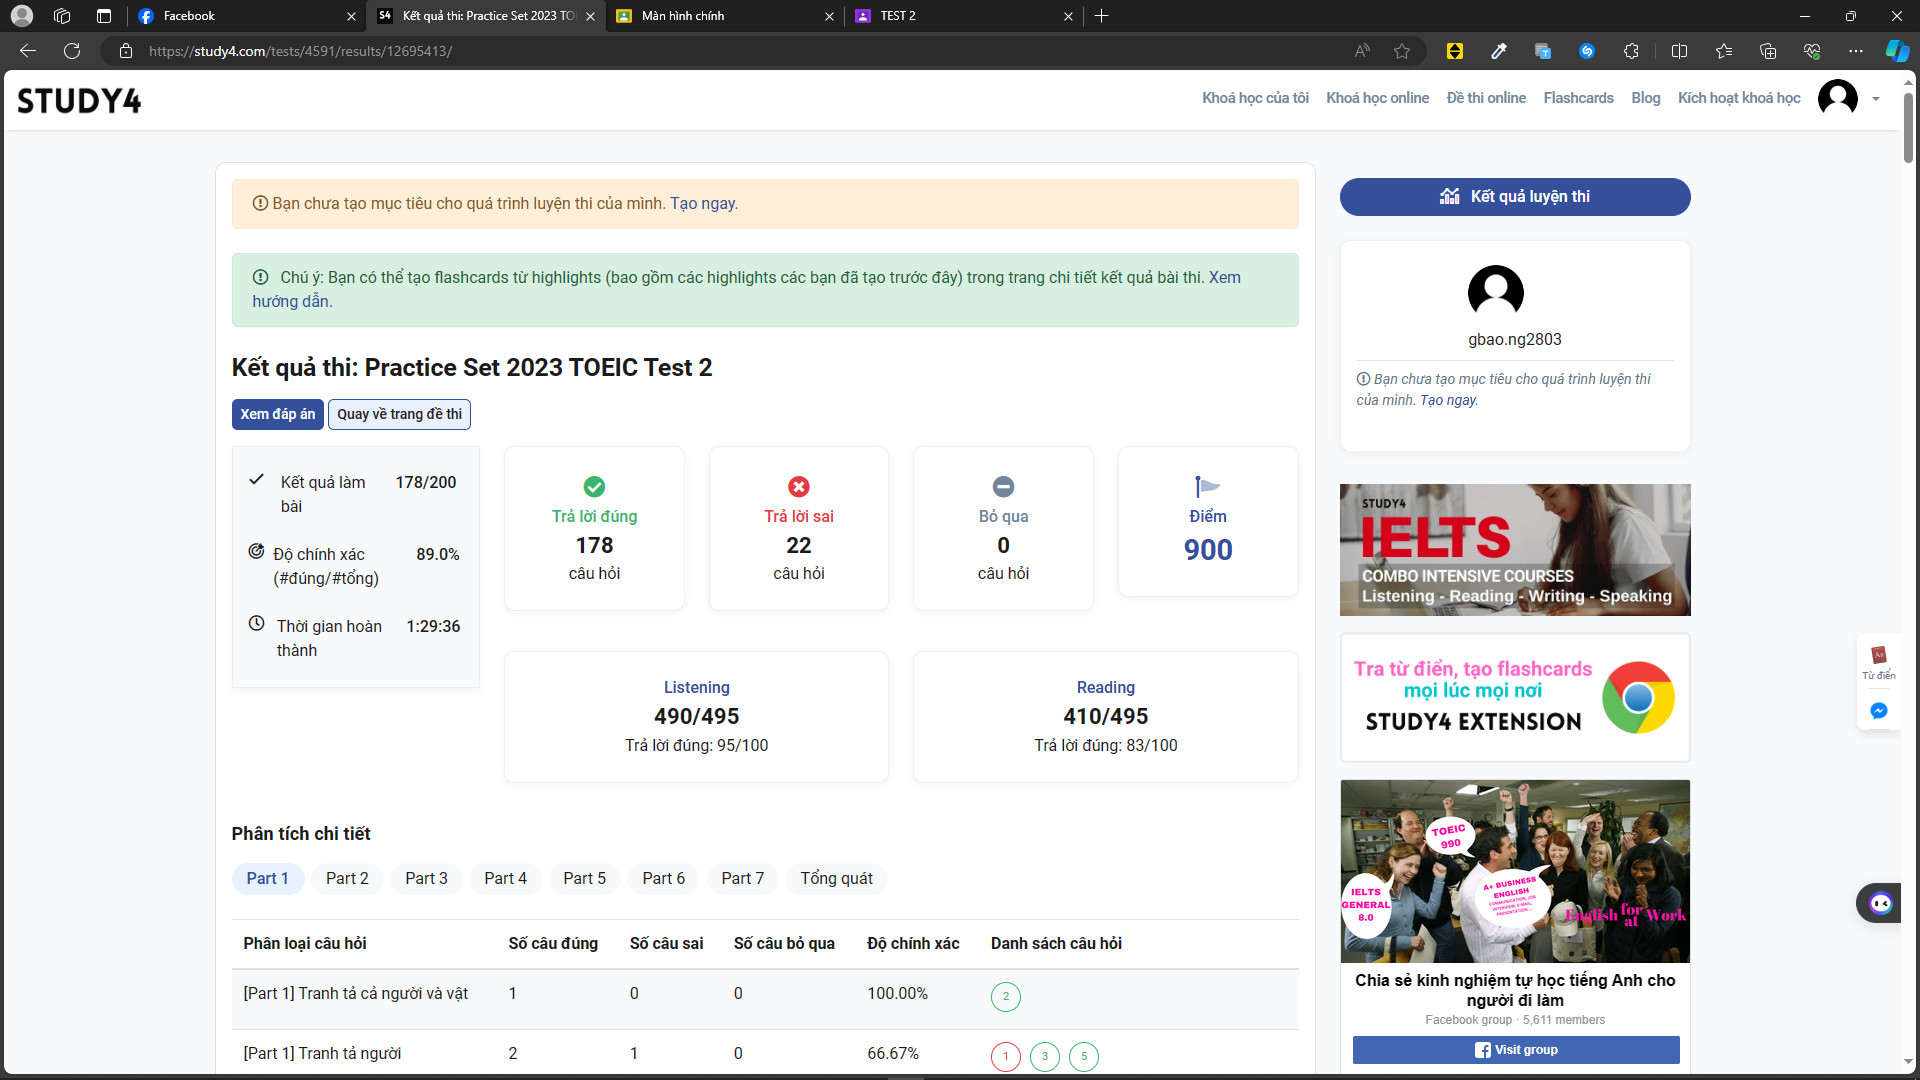 Facebook
S4 Kết quả thi: Practice Set 2023 TO
Màn hình chính
TEST 2
https://study4.com/tests/4591/results/12695413/
STUDY4
Khoá học của tôi
Khoá học online
Đề thi online
Flashcards
Blog
Kích hoạt khoá học
Bạn chưa tạo mục tiêu cho quá trình luyện thi của mình. Tạo ngay.
Chú ý: Bạn có thể tạo flashcards từ highlights (bao gồm các highlights các bạn đã tạo trước đây) trong trang chi tiết kết quả bài thi. Xem
hướng dẫn.
Kết quả thi: Practice Set 2023 TOEIC Test 2
Xem đáp án
Quay về trang đề thi
Kết quả làm
bài
178/200
Độ chính xác
(#đúng/#tổng)
89.0%
Thời gian hoàn
thành
1:29:36
Trả lời đúng
178
câu hỏi
Trả lời sai
22
câu hỏi
Bỏ qua
0
câu hỏi
Điểm
900
Listening
490/495
Trả lời đúng: 95/100
Reading
410/495
Trả lời đúng: 83/100
Phân tích chi tiết
Part 1
Part 2
Part 3
Part 4
Part 5
Part 6
Part 7
Tổng quát
Phân loại câu hỏi Số câu đúng Số câu sai Số câu bỏ qua Độ chính xác Danh sách câu hỏi
[Part 1] Tranh tả cả người và vật 1 0 0 100.00% 2
[Part 1] Tranh tả người 2 1 0 66.67% 1 3 5
Kết quả luyện thi
gbao.ng2803
Bạn chưa tạo mục tiêu cho quá trình luyện thi
của mình. Tạo ngay.
STUDY4
IELTS
COMBO INTENSIVE COURSES
Listening - Reading - Writing - Speaking
Tra từ điển, tạo flashcards
mọi lúc mọi nơi
STUDY4 EXTENSION
TOEIC
990
IELTS
GENERAL
8.0
A+ BUSINESS
ENGLISH
COMMUNICATION, JOB
INTERVIEW, E-MAIL,
PRESENTATION ...
English for
at Work
Chia sẻ kinh nghiệm tự học tiếng Anh cho
người đi làm
Facebook group · 5,611 members
Visit group
Aa
Từ điển